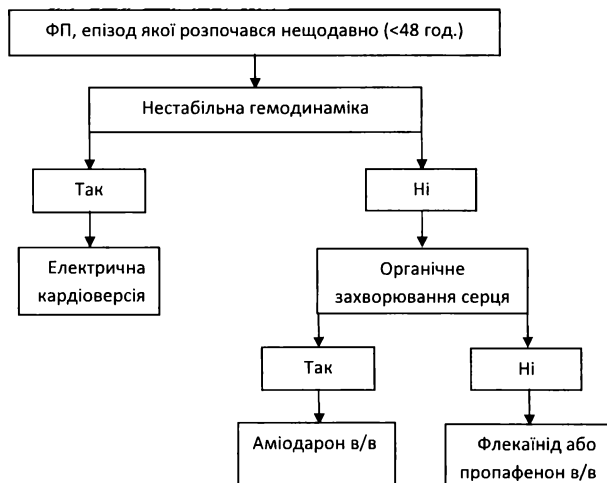 ФП, епізод якої розпочався нещодавно (<48 год.)
Нестабільна гемодинаміка
Так
Ні
Електрична
кардіоверсія
Органічне
захворювання серця
Так
Ні
Аміодарон в/в
Флекаїнід або
пропафенон в/в